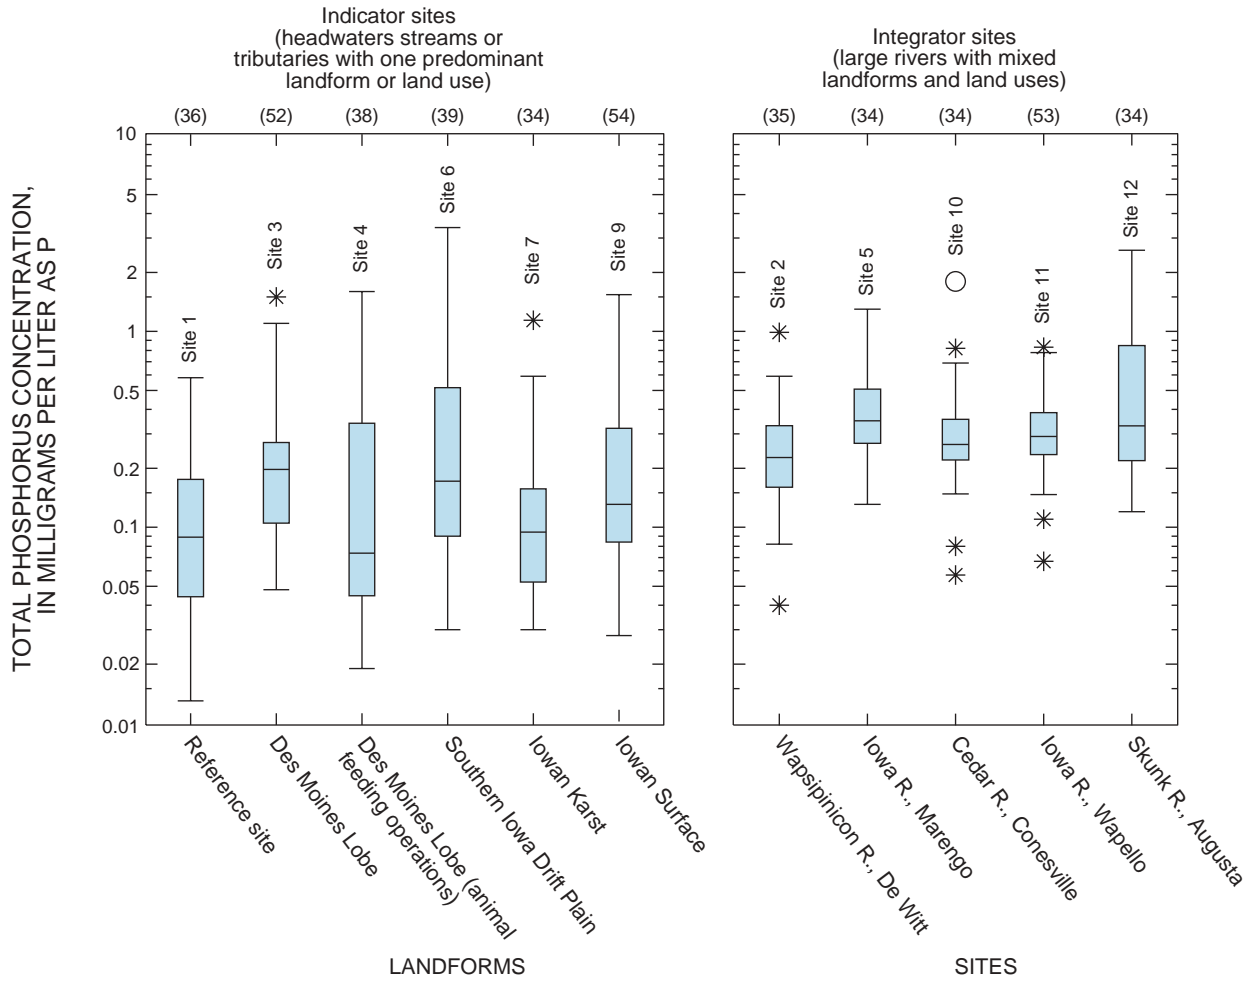 Indicator sites
(headwaters streams or
tributaries with one predominant
landform or land use)
Integrator sites
(large rivers with mixed
landforms and land uses)
(36) (52) (38) (39) (34) (54)
(35) (34) (34) (53) (34)
TOTAL PHOSPHORUS CONCENTRATION,
IN MILLIGRAMS PER LITER AS P
10
5
2
1
0.5
0.2
0.1
0.05
0.02
0.01
Site 1
Site 3
Site 4
Site 6
Site 7
Site 9
Site 2
Site 5
Site 10
Site 11
Site 12
Reference site
Des Moines Lobe
Des Moines Lobe (animal
feeding operations)
Southern Iowa Drift Plain
Iowan Karst
Iowan Surface
Wapsipinicon R., De Witt
Iowa R., Marengo
Cedar R., Conesville
Iowa R., Wapello
Skunk R., Augusta
LANDFORMS
SITES